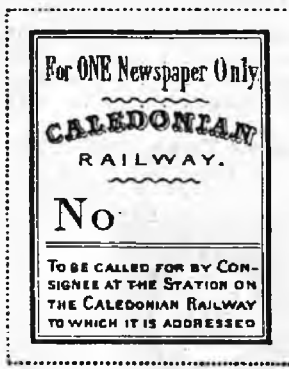 For ONE Newspaper Only
CALEDONIAN
RAILWAY.
No
TO BE CALLED FOR BY CON-
SIGNEE AT THE STATION ON
THE CALEDONIAN RAILWAY
TO WHICH IT IS ADDRESSED